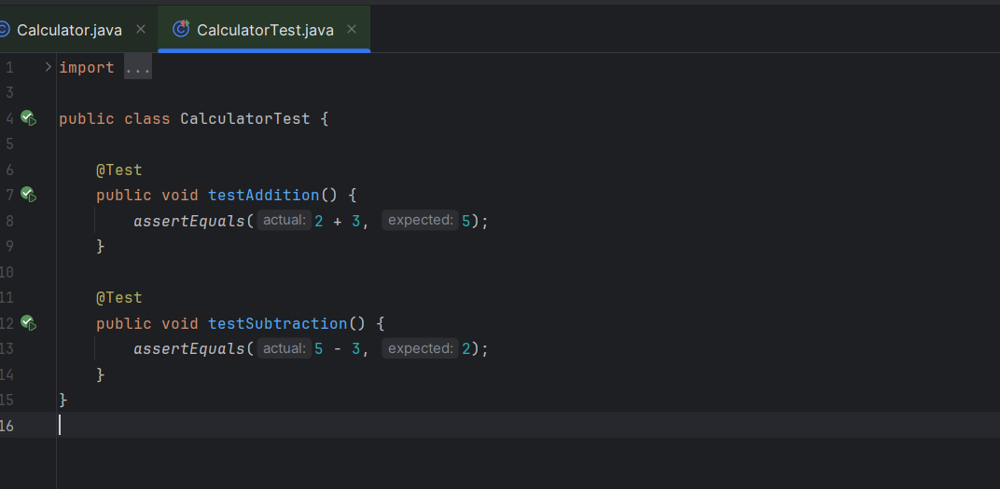 Calculator.java CalculatorTest.java
1 import ...
3
4 public class CalculatorTest {
5
6 @Test
7 public void testAddition() {
8 assertEquals( actual: 2 + 3, expected: 5);
9 }
10
11 @Test
12 public void testSubtraction() {
13 assertEquals( actual: 5 - 3, expected: 2);
14 }
15 }
16